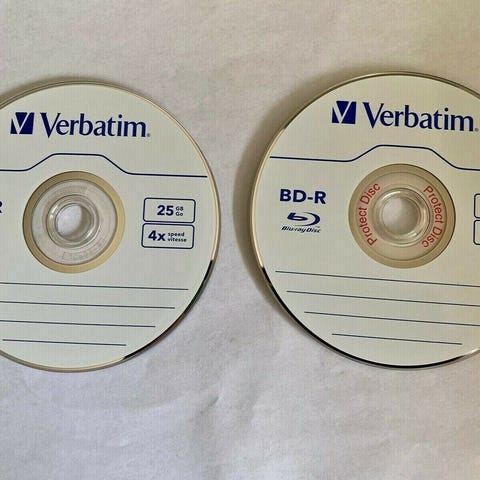 Verbatim®
R
25 GB Go
4x speed vitesse
Verbatim®
BD-R
Blu-ray Disc
Protect Disc
Protect Disc